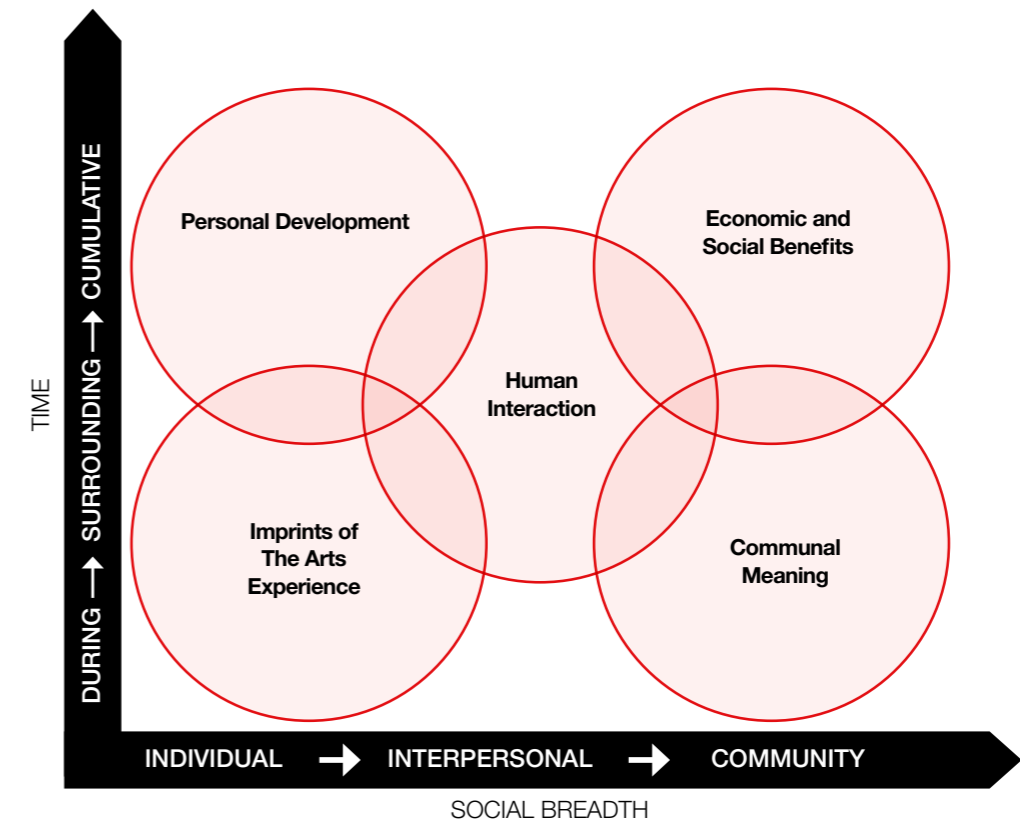 TIME
DURING → SURROUNDING → CUMULATIVE
Personal Development
Economic and
Social Benefits
Human
Interaction
Imprints of
The Arts
Experience
Communal
Meaning
INDIVIDUAL → INTERPERSONAL → COMMUNITY
SOCIAL BREADTH